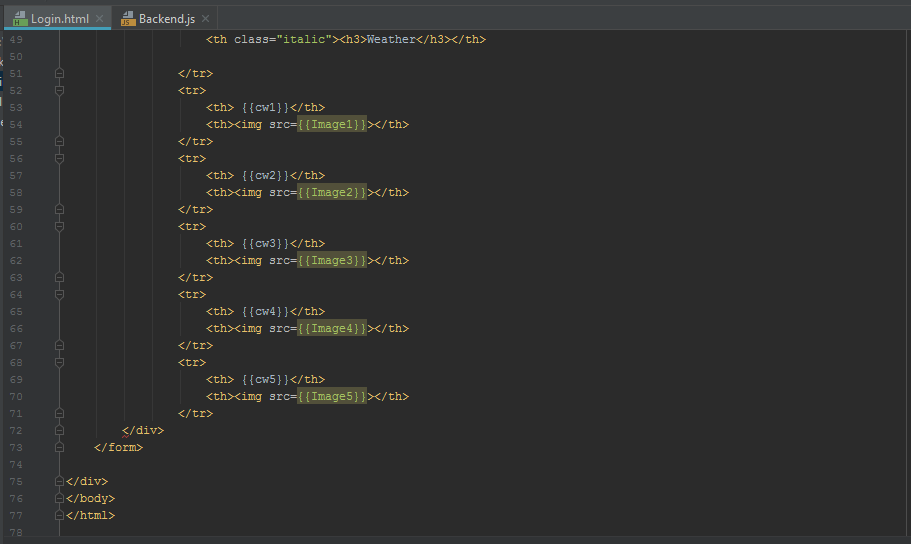 Login.html Backend.js
49 <th class="italic"><h3>Weather</h3></th>
50
51 </tr>
52 <tr>
53 <th> {{cw1}}</th>
54 <th><img src={{Image1}}></th>
55 </tr>
56 <tr>
57 <th> {{cw2}}</th>
58 <th><img src={{Image2}}></th>
59 </tr>
60 <tr>
61 <th> {{cw3}}</th>
62 <th><img src={{Image3}}></th>
63 </tr>
64 <tr>
65 <th> {{cw4}}</th>
66 <th><img src={{Image4}}></th>
67 </tr>
68 <tr>
69 <th> {{cw5}}</th>
70 <th><img src={{Image5}}></th>
71 </tr>
72 </div>
73 </form>
74
75 </div>
76 </body>
77 </html>
78